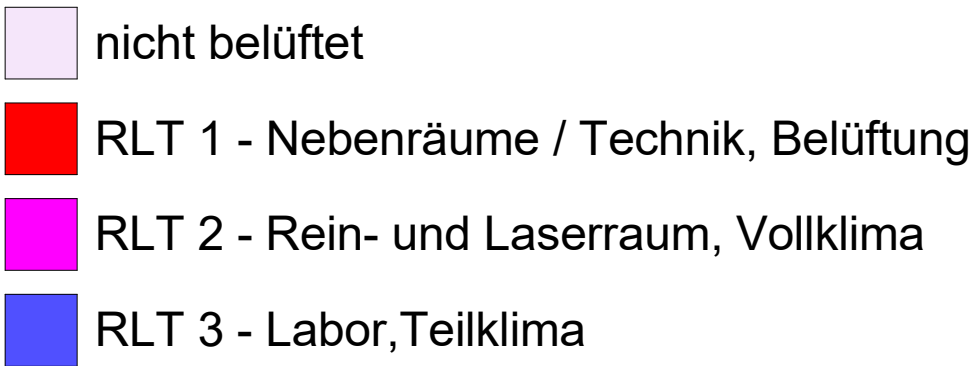 nicht belüftet
RLT 1 - Nebenräume / Technik, Belüftung
RLT 2 - Rein- und Laserraum, Vollklima
RLT 3 - Labor,Teilklima